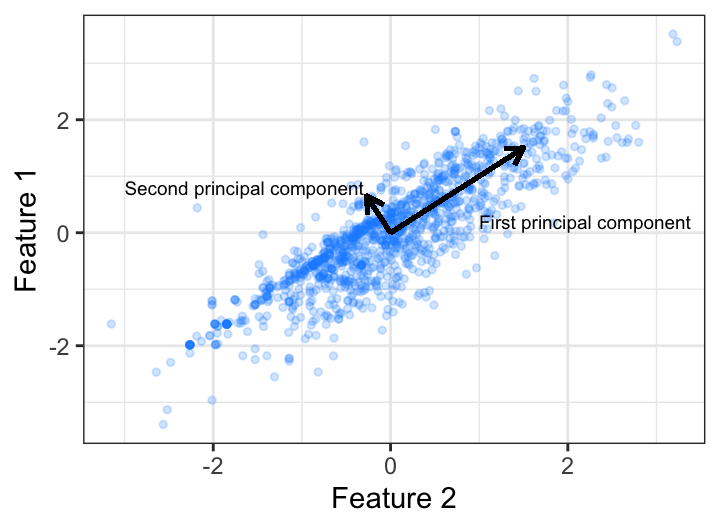 Feature 1
2
0
-2
Second principal component
First principal component
-2 0 2
Feature 2